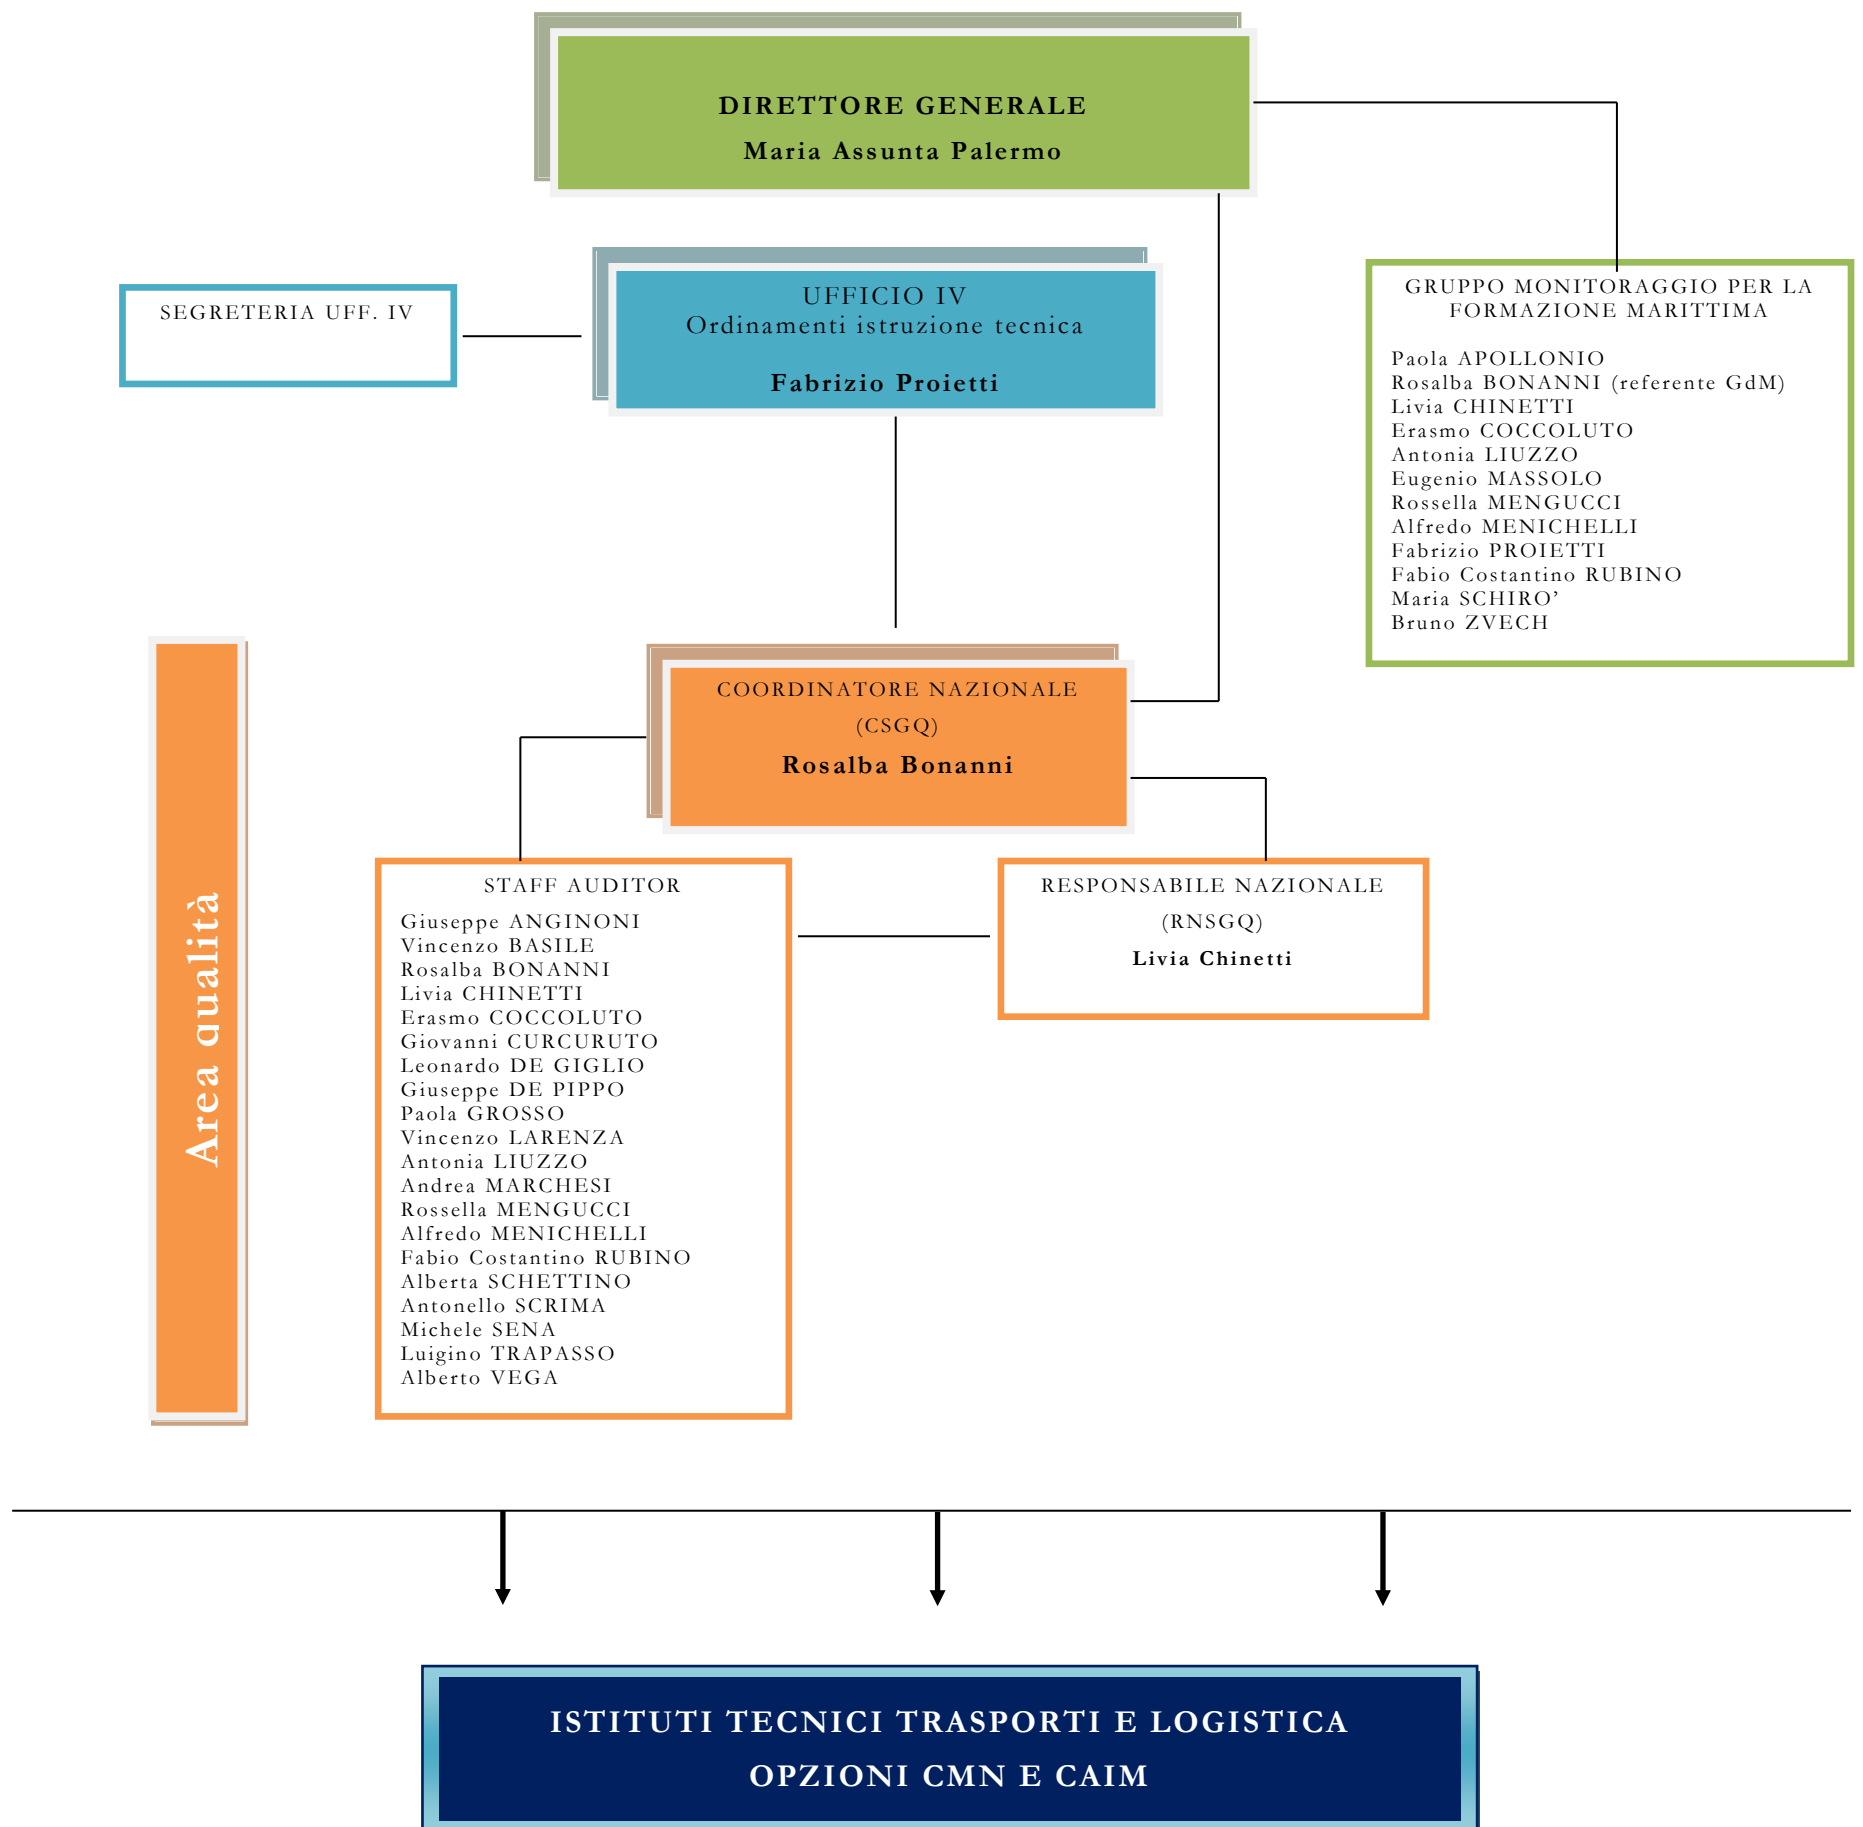 DIRETTORE GENERALE
Maria Assunta Palermo
SEGRETERIA UFF. IV
UFFICIO IV
Ordinamenti istruzione tecnica
Fabrizio Proietti
GRUPPO MONITORAGGIO PER LA
FORMAZIONE MARITTIMA
Paola APOLLONIO
Rosalba BONANNI (referente GdM)
Livia CHINETTI
Erasmo COCCOLUTO
Antonia LIUZZO
Eugenio MASSOLO
Rossella MENGUCCI
Alfredo MENICHELLI
Fabrizio PROIETTI
Fabio Costantino RUBINO
Maria SCHIRO’
Bruno ZVECH
Area qualità
COORDINATORE NAZIONALE
(CSGQ)
Rosalba Bonanni
STAFF AUDITOR
Giuseppe ANGINONI
Vincenzo BASILE
Rosalba BONANNI
Livia CHINETTI
Erasmo COCCOLUTO
Giovanni CURCURUTO
Leonardo DE GIGLIO
Giuseppe DE PIPPO
Paola GROSSO
Vincenzo LARENZA
Antonia LIUZZO
Andrea MARCHESI
Rossella MENGUCCI
Alfredo MENICHELLI
Fabio Costantino RUBINO
Alberta SCHETTINO
Antonello SCRIMA
Michele SENA
Luigino TRAPASSO
Alberto VEGA
RESPONSABILE NAZIONALE
(RNSGQ)
Livia Chinetti
ISTITUTI TECNICI TRASPORTI E LOGISTICA
OPZIONI CMN E CAIM